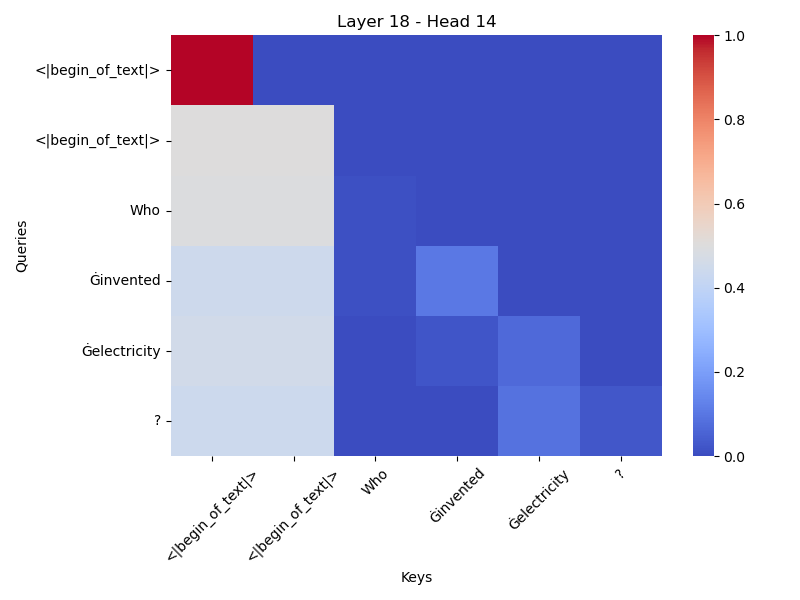 Layer 18 - Head 14
<|begin_of_text|>
<|begin_of_text|>
Who
Ġinvented
Ġelectricity
?
Queries
<|begin_of_text|>
<|begin_of_text|>
Who
Ġinvented
Ġelectricity
?
Keys
1.0
0.8
0.6
0.4
0.2
0.0